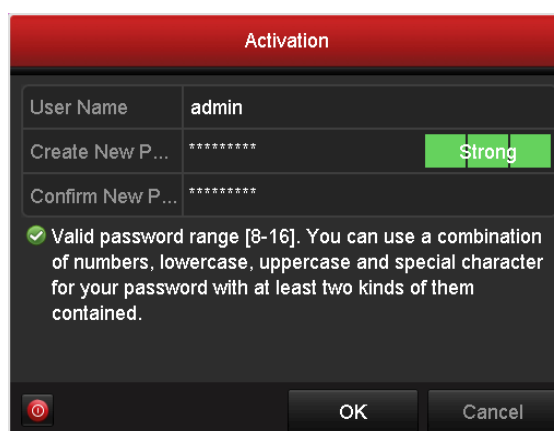 Activation
User Name admin
Create New P... ********* Strong
Confirm New P... *********
Valid password range [8-16]. You can use a combination
of numbers, lowercase, uppercase and special character
for your password with at least two kinds of them
contained.
OK Cancel